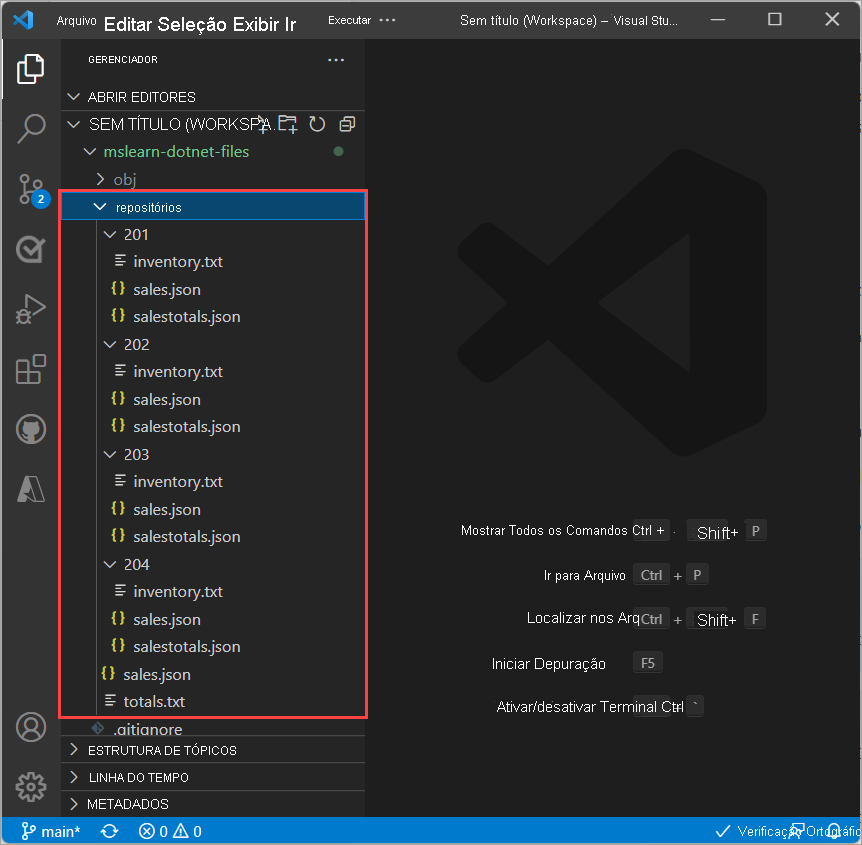 Arquivo Editar Seleção Exibir Ir Executar ··· Sem título (Workspace) – Visual Stu...
GERENCIADOR ···
ABRIR EDITORES
SEM TÍTULO (WORKSPA...
mslearn-dotnet-files
obj
2
repositórios
201
inventory.txt
{} sales.json
{} salestotals.json
202
inventory.txt
{} sales.json
{} salestotals.json
203
inventory.txt
{} sales.json
{} salestotals.json
204
inventory.txt
{} sales.json
{} salestotals.json
{} sales.json
totals.txt
.gitignore
ESTRUTURA DE TÓPICOS
LINHA DO TEMPO
METADADOS
Mostrar Todos os Comandos Ctrl + Shift+ P
Ir para Arquivo Ctrl + P
Localizar nos Arq Ctrl + Shift+ F
Iniciar Depuração F5
Ativar/desativar Terminal Ctrl `
main* 0 0 Verificação Ortográfic